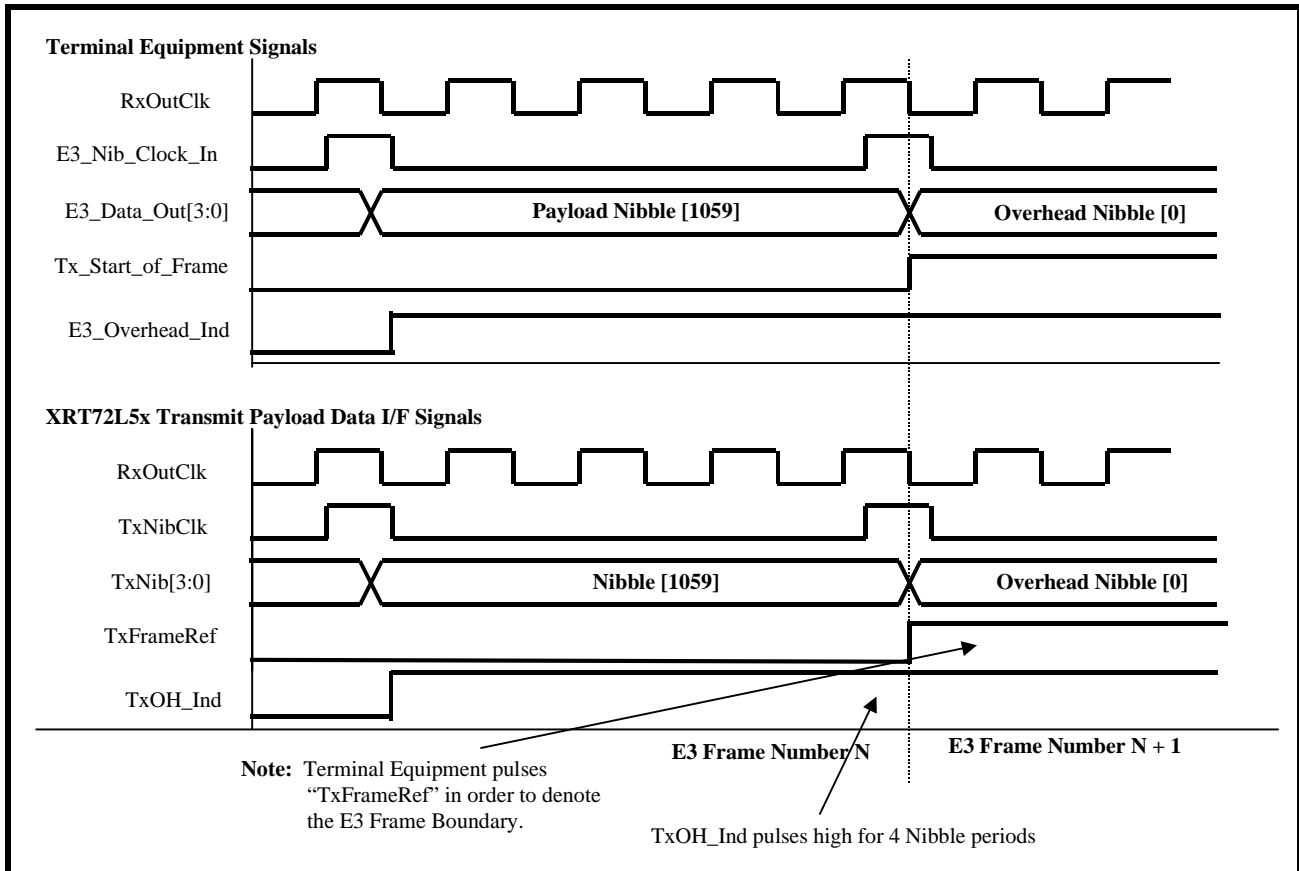 Terminal Equipment Signals
RxOutClk
E3_Nib_Clock_In
E3_Data_Out[3:0]
Payload Nibble [1059]
Overhead Nibble [0]
Tx_Start_of_Frame
E3_Overhead_Ind
XRT72L5x Transmit Payload Data I/F Signals
RxOutClk
TxNibClk
TxNib[3:0]
Nibble [1059]
Overhead Nibble [0]
TxFrameRef
TxOH_Ind
E3 Frame Number N
E3 Frame Number N + 1
Note: Terminal Equipment pulses
“TxFrameRef” in order to denote
the E3 Frame Boundary.
TxOH_Ind pulses high for 4 Nibble periods